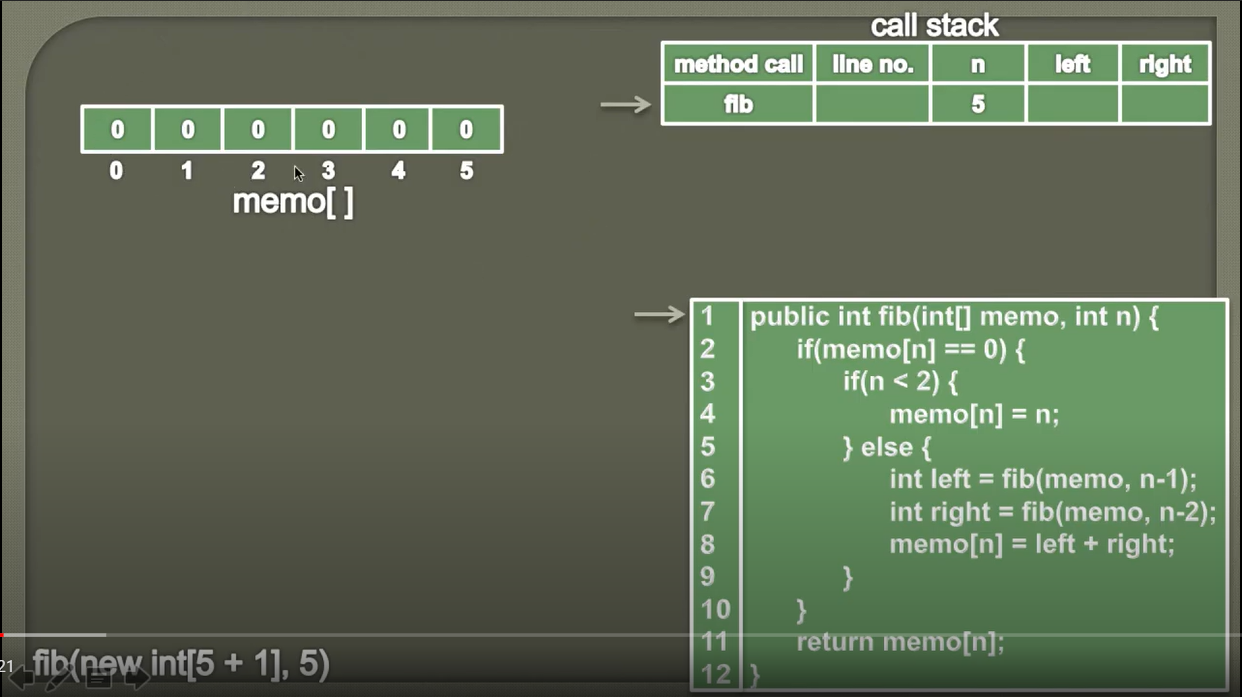 call stack
method call line no. n left right
fib 5
0 0 0 0 0 0
0 1 2 3 4 5
memo[ ]
1 public int fib(int[] memo, int n) {
2 if(memo[n] == 0) {
3 if(n < 2) {
4 memo[n] = n;
5 } else {
6 int left = fib(memo, n-1);
7 int right = fib(memo, n-2);
8 memo[n] = left + right;
9 }
10 }
11 return memo[n];
12 }
21
fib(new int[5 + 1], 5)